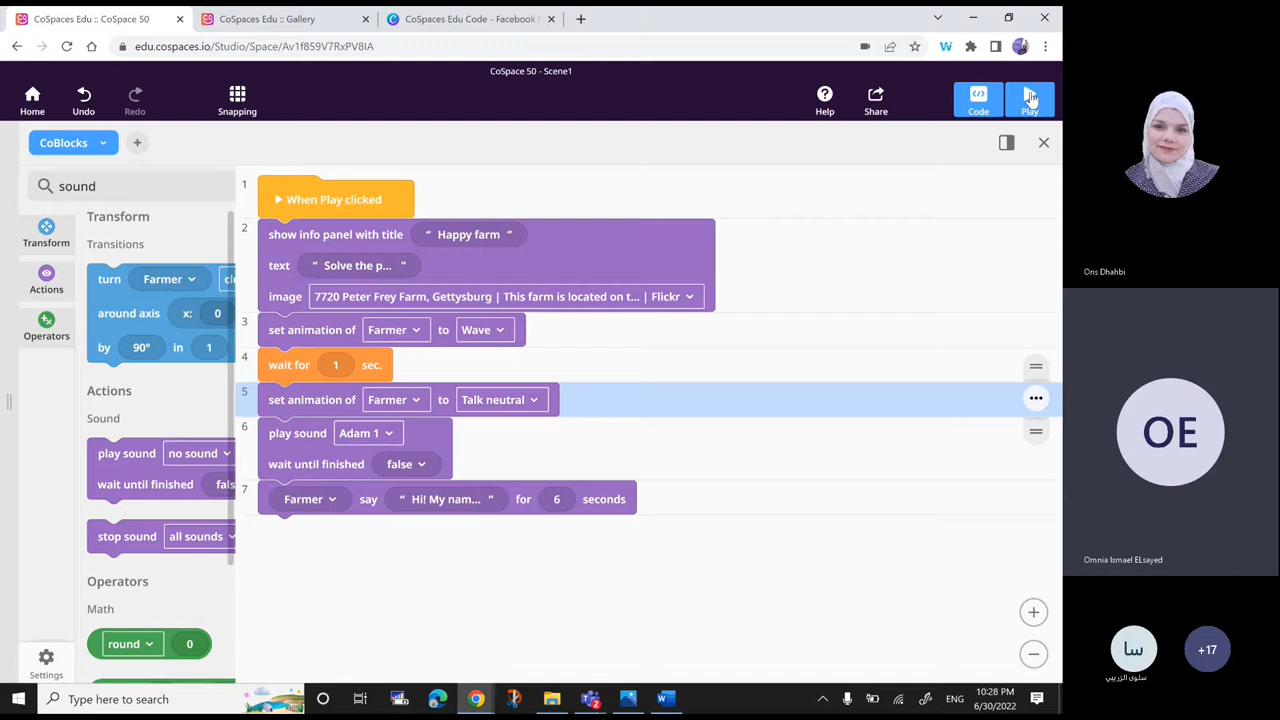 CoSpaces Edu :: CoSpace 50
CoSpaces Edu :: Gallery
CoSpaces Edu Code - Facebook
edu.cospaces.io/Studio/Space/Av1f859V7RxPV8IA
CoSpace 50 - Scene1
Home
Undo
Redo
Snapping
Help
Share
Code
Play
CoBlocks
sound
Transform
Actions
Operators
Settings
Transform
Transitions
turn Farmer
around axis x: 0
by 90° in 1
Actions
Sound
play sound no sound
wait until finished
stop sound all sounds
Operators
Math
round 0
1
When Play clicked
2
show info panel with title “ Happy farm ”
text “ Solve the p... ”
image 7720 Peter Frey Farm, Gettysburg | This farm is located on t... | Flickr
3
set animation of Farmer to Wave
4
wait for 1 sec.
5
set animation of Farmer to Talk neutral
6
play sound Adam 1
wait until finished false
7
Farmer say “ Hi! My nam... ” for 6 seconds
Ons Dhahbi
OE
Omnia Ismael ELsayed
سا
+17
سلوى الزريبي
Type here to search
ENG
10:28 PM
6/30/2022